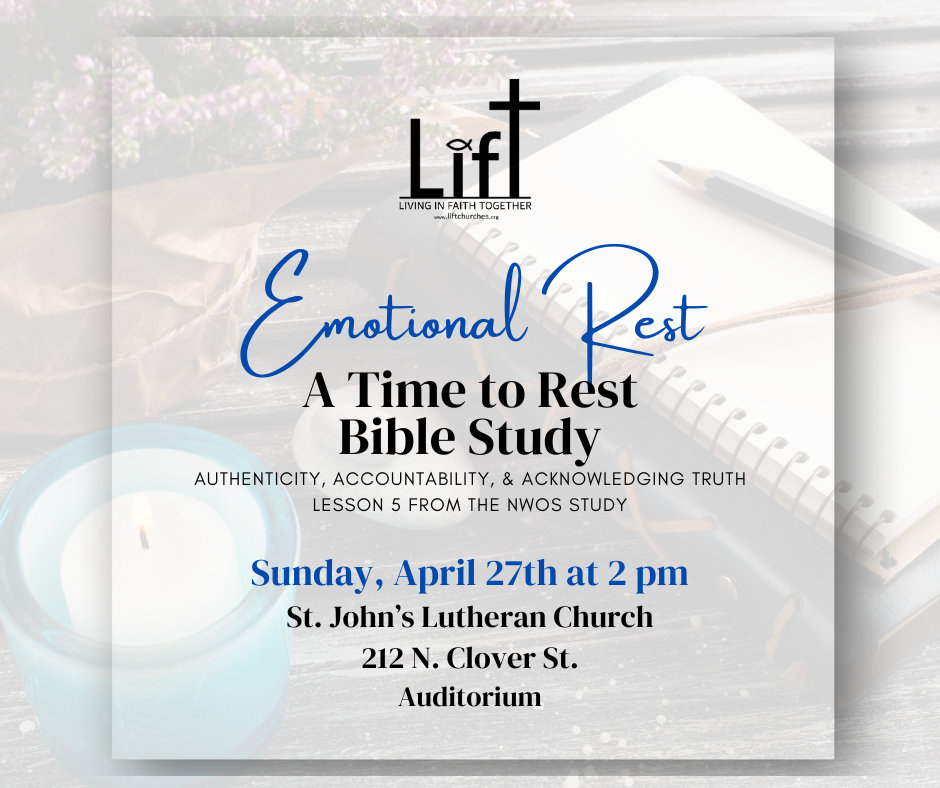 Lift
LIVING IN FAITH TOGETHER
www.liftchurches.org
Emotional Rest
A Time to Rest
Bible Study
AUTHENTICITY, ACCOUNTABILITY, & ACKNOWLEDGING TRUTH
LESSON 5 FROM THE NWOS STUDY
Sunday, April 27th at 2 pm
St. John’s Lutheran Church
212 N. Clover St.
Auditorium